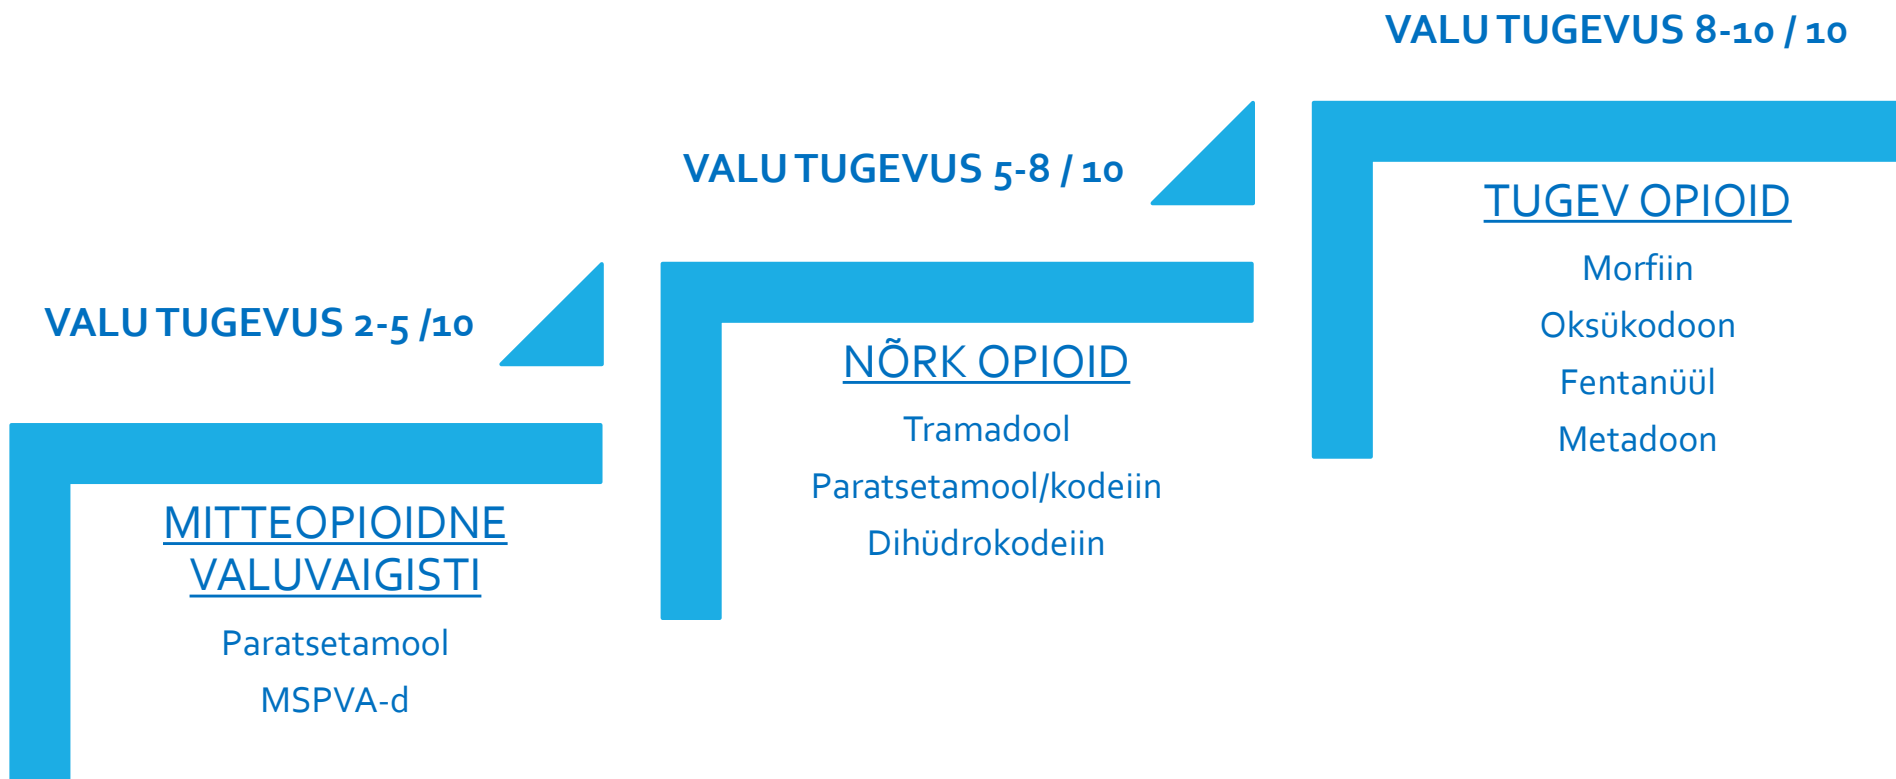 VALU TUGEVUS 2-5 /10
MITTEOPIOIDNE
VALUVAIGISTI
Paratsetamool
MSPVA-d
VALU TUGEVUS 5-8 / 10
NÕRK OPIOID
Tramadool
Paratsetamool/kodeiin
Dihüdrokodeiin
VALU TUGEVUS 8-10 / 10
TUGEV OPIOID
Morfiin
Oksükodoon
Fentanüül
Metadoon